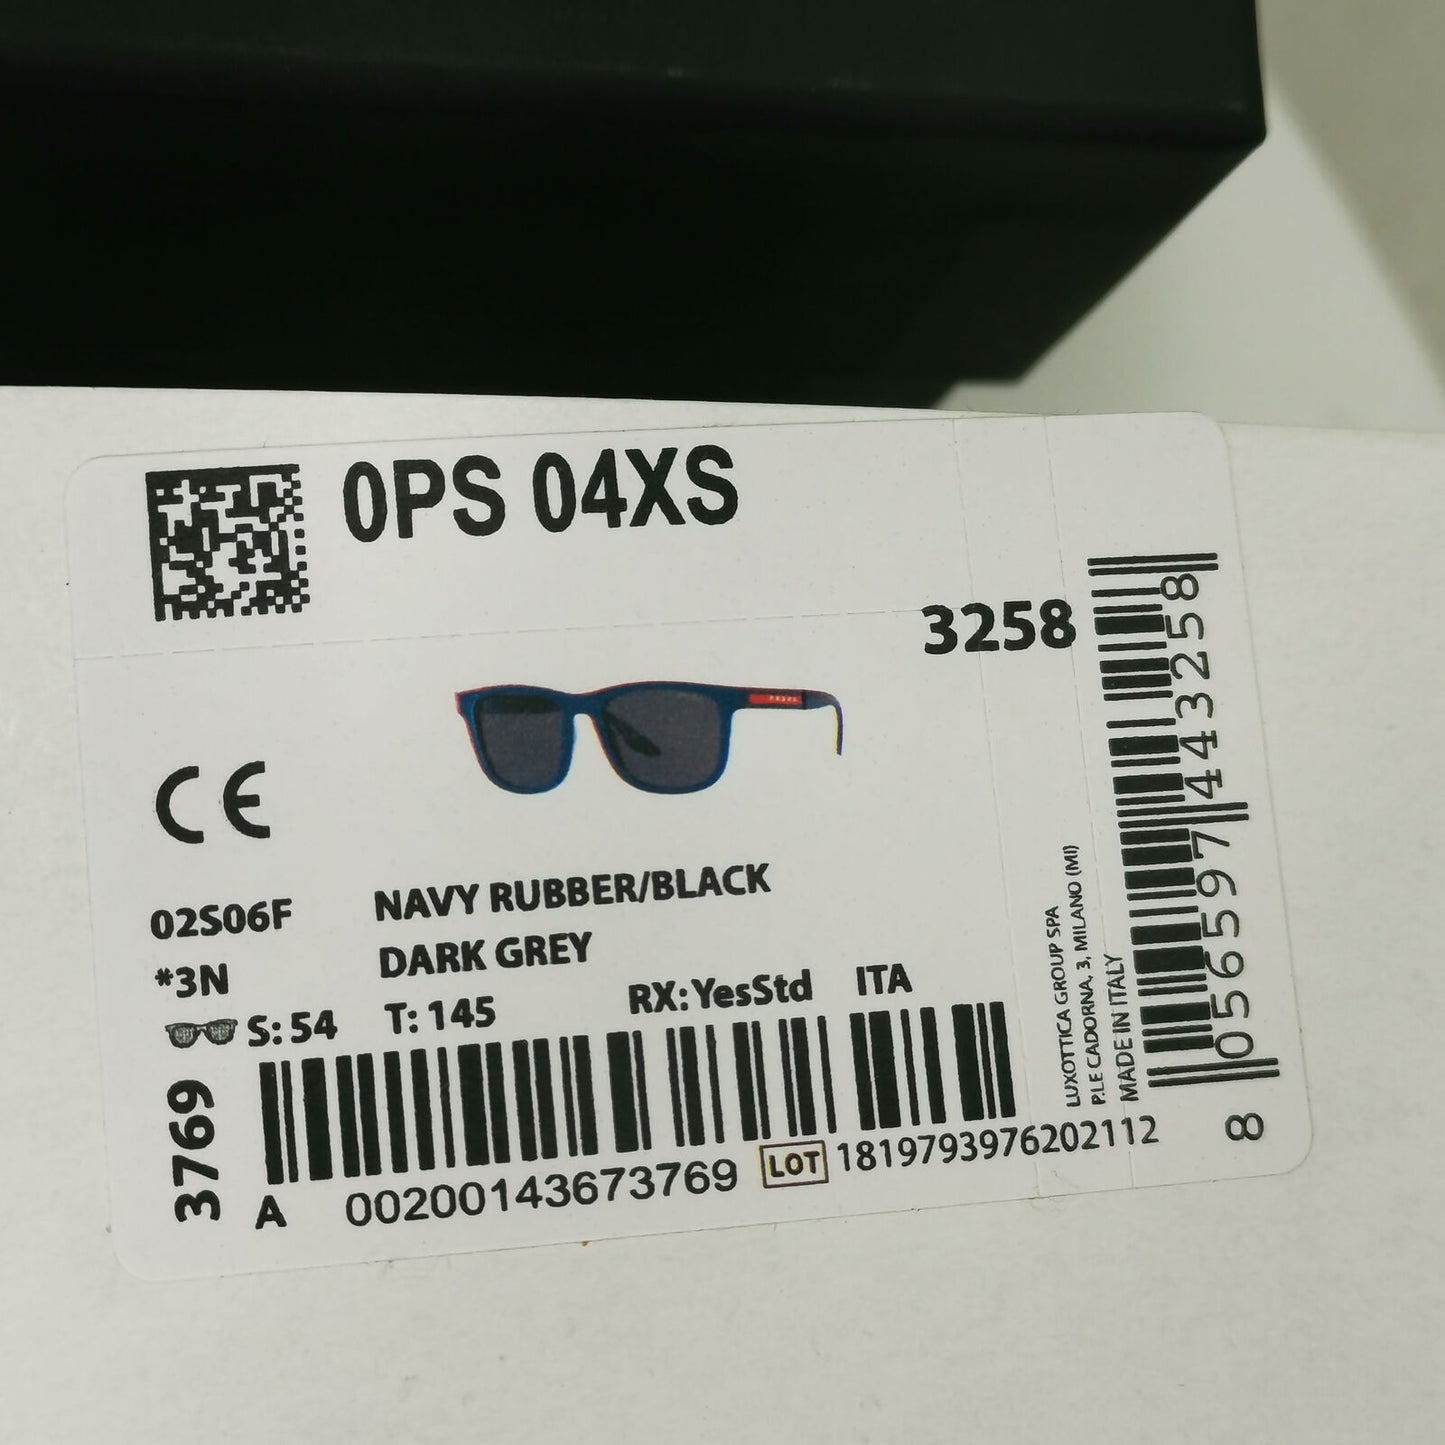 0PS 04XS
3258
PRADA
CE
02S06F NAVY RUBBER/BLACK
*3N DARK GREY
S: 54 T: 145 RX: YesStd ITA
3769
A 00200143673769 LOT 1819793976202112
LUXOTTICA GROUP SPA
P.LE CADORNA, 3, MILANO (MI)
MADE IN ITALY
8 056597 443258